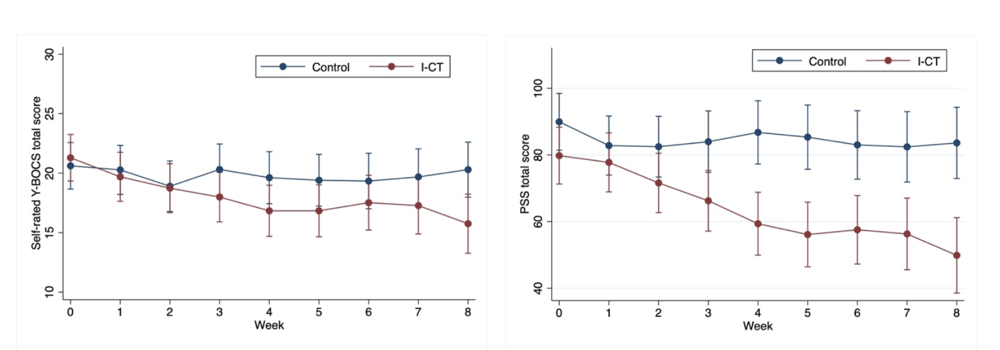 Control
I-CT
Self-rated Y-BOCS total score
30
25
20
15
10
0 1 2 3 4 5 6 7 8
Week
Control
I-CT
PSS total score
100
80
60
40
0 1 2 3 4 5 6 7 8
Week